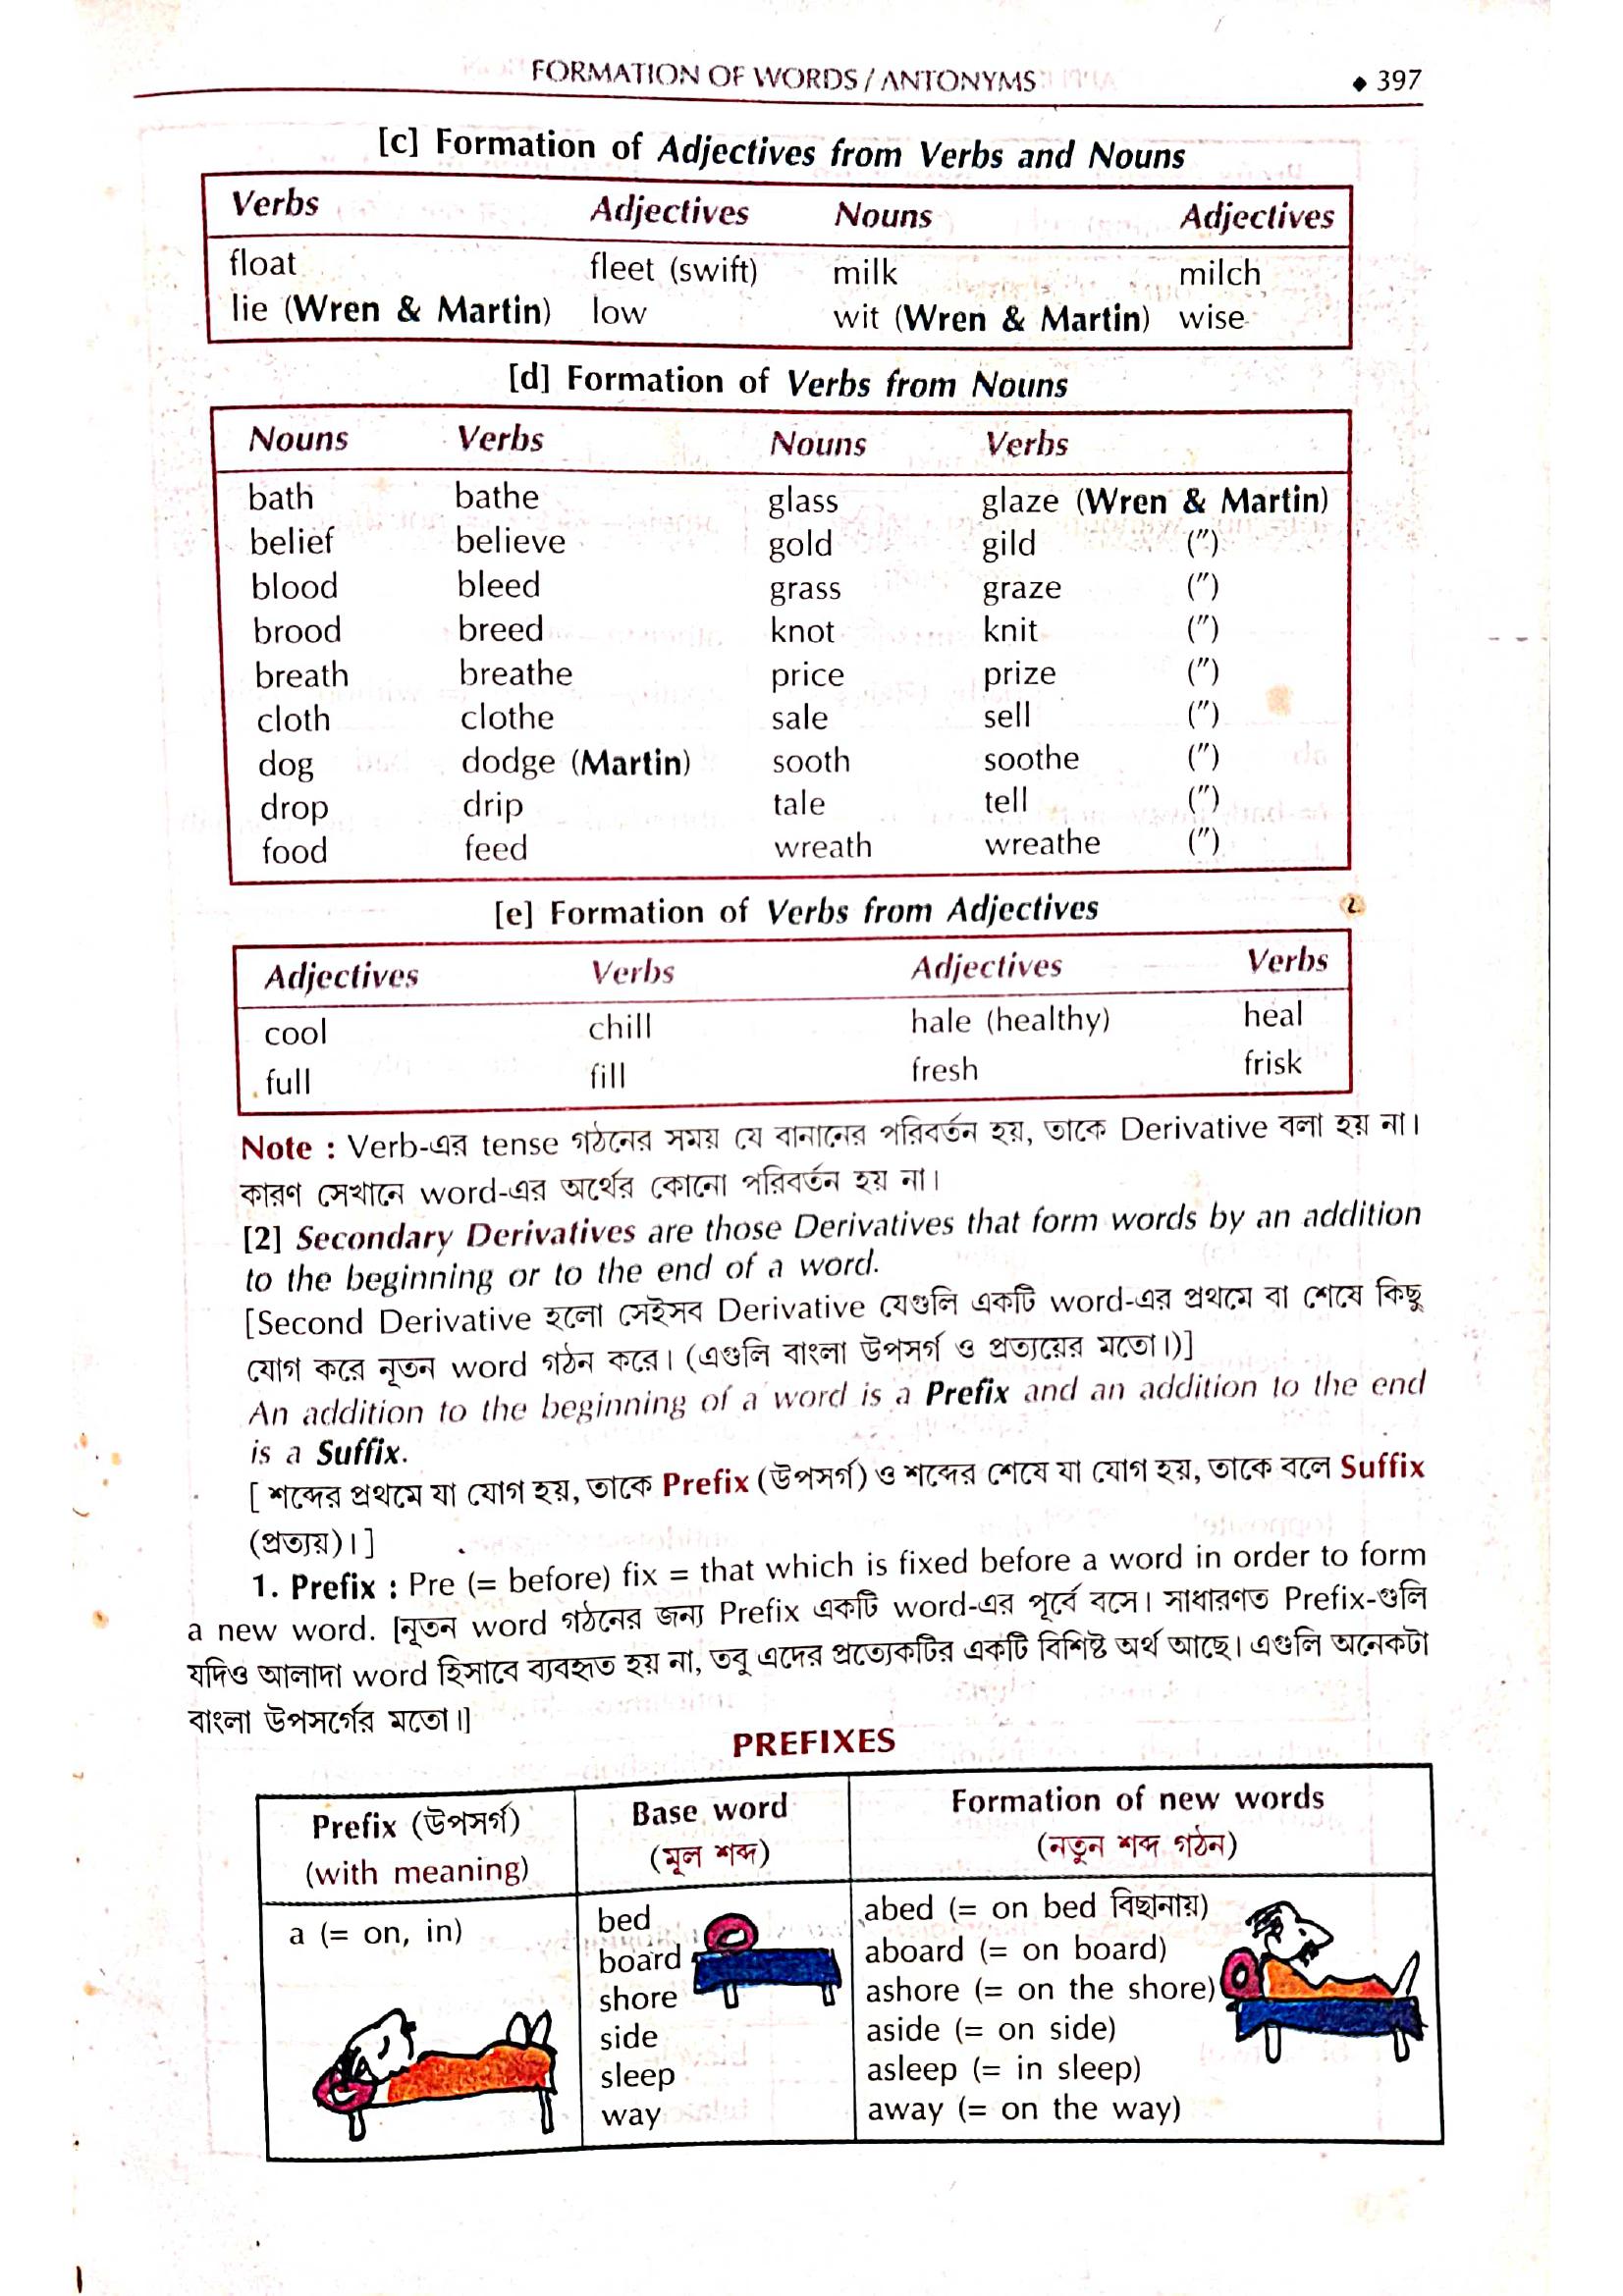 FORMATION OF WORDS / ANTONYMS ◆ 397
[c] Formation of Adjectives from Verbs and Nouns
Verbs Adjectives Nouns Adjectives
float fleet (swift) milk milch
lie (Wren & Martin) low wit (Wren & Martin) wise
[d] Formation of Verbs from Nouns
Nouns Verbs Nouns Verbs
bath bathe glass glaze (Wren & Martin)
belief believe gold gild (")
blood bleed grass graze (")
brood breed knot knit (")
breath breathe price prize (")
cloth clothe sale sell (")
dog dodge (Martin) sooth soothe (")
drop drip tale tell (")
food feed wreath wreathe (")
[e] Formation of Verbs from Adjectives
Adjectives Verbs Adjectives Verbs
cool chill hale (healthy) heal
full fill fresh frisk
Note : Verb-এর tense গঠনের সময় যে বানানের পরিবর্তন হয়, তাকে Derivative বলা হয় না।
কারণ সেখানে word-এর অর্থের কোনো পরিবর্তন হয় না।
[2] Secondary Derivatives are those Derivatives that form words by an addition
to the beginning or to the end of a word.
[Second Derivative হলো সেইসব Derivative যেগুলি একটি word-এর প্রথমে বা শেষে কিছু
যোগ করে নূতন word গঠন করে। (এগুলি বাংলা উপসর্গ ও প্রত্যয়ের মতো।)]
An addition to the beginning of a word is a Prefix and an addition to the end
is a Suffix.
[ শব্দের প্রথমে যা যোগ হয়, তাকে Prefix (উপসর্গ) ও শব্দের শেষে যা যোগ হয়, তাকে বলে Suffix
(প্রত্যয়)। ]
1. Prefix : Pre (= before) fix = that which is fixed before a word in order to form
a new word. [নূতন word গঠনের জন্য Prefix একটি word-এর পূর্বে বসে। সাধারণত Prefix-গুলি
যদিও আলাদা word হিসাবে ব্যবহৃত হয় না, তবু এদের প্রত্যেকটির একটি বিশিষ্ট অর্থ আছে। এগুলি অনেকটা
বাংলা উপসর্গের মতো।]
PREFIXES
Prefix (উপসর্গ) Base word Formation of new words
(with meaning) (মূল শব্দ) (নতুন শব্দ গঠন)
a (= on, in) bed abed (= on bed বিছানায়)
board aboard (= on board)
shore ashore (= on the shore)
side aside (= on side)
sleep asleep (= in sleep)
way away (= on the way)